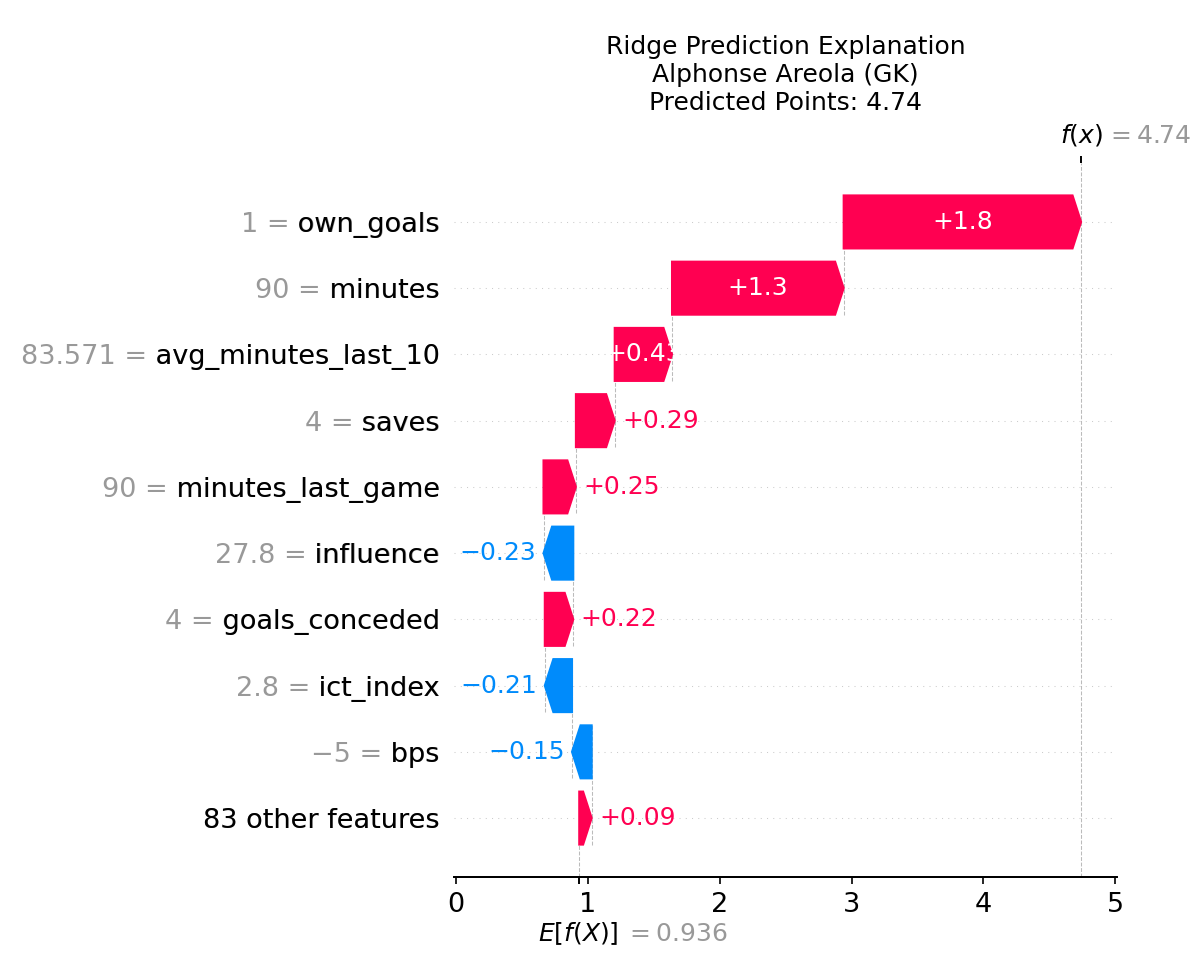 Ridge Prediction Explanation
Alphonse Areola (GK)
Predicted Points: 4.74
f(x) = 4.74
1 = own_goals +1.8
90 = minutes +1.3
83.571 = avg_minutes_last_10 +0.43
4 = saves +0.29
90 = minutes_last_game +0.25
27.8 = influence −0.23
4 = goals_conceded +0.22
2.8 = ict_index −0.21
−5 = bps −0.15
83 other features +0.09
0 1 2 3 4 5
E[f(X)] = 0.936